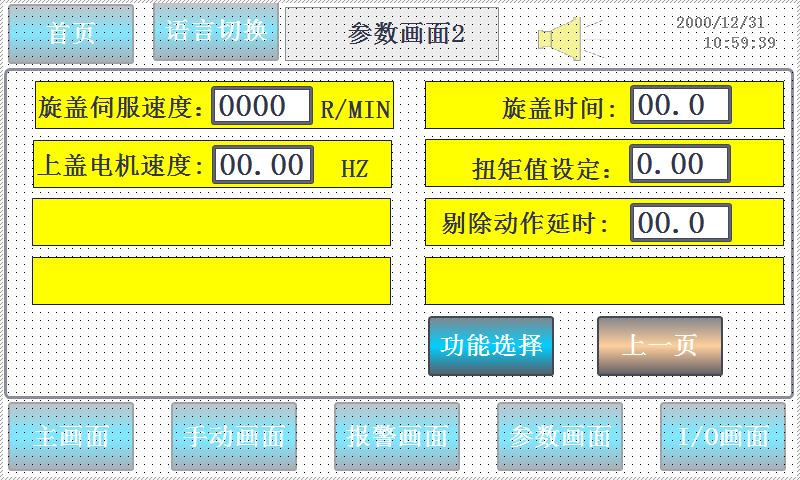 首页
语言切换
参数画面2
2000/12/31
10:59:39
旋盖伺服速度: 0000 R/MIN
旋盖时间: 00.0
上盖电机速度: 00.00 HZ
扭矩值设定: 0.00
剔除动作延时: 00.0
功能选择
上一页
主画面
手动画面
报警画面
参数画面
I/O画面